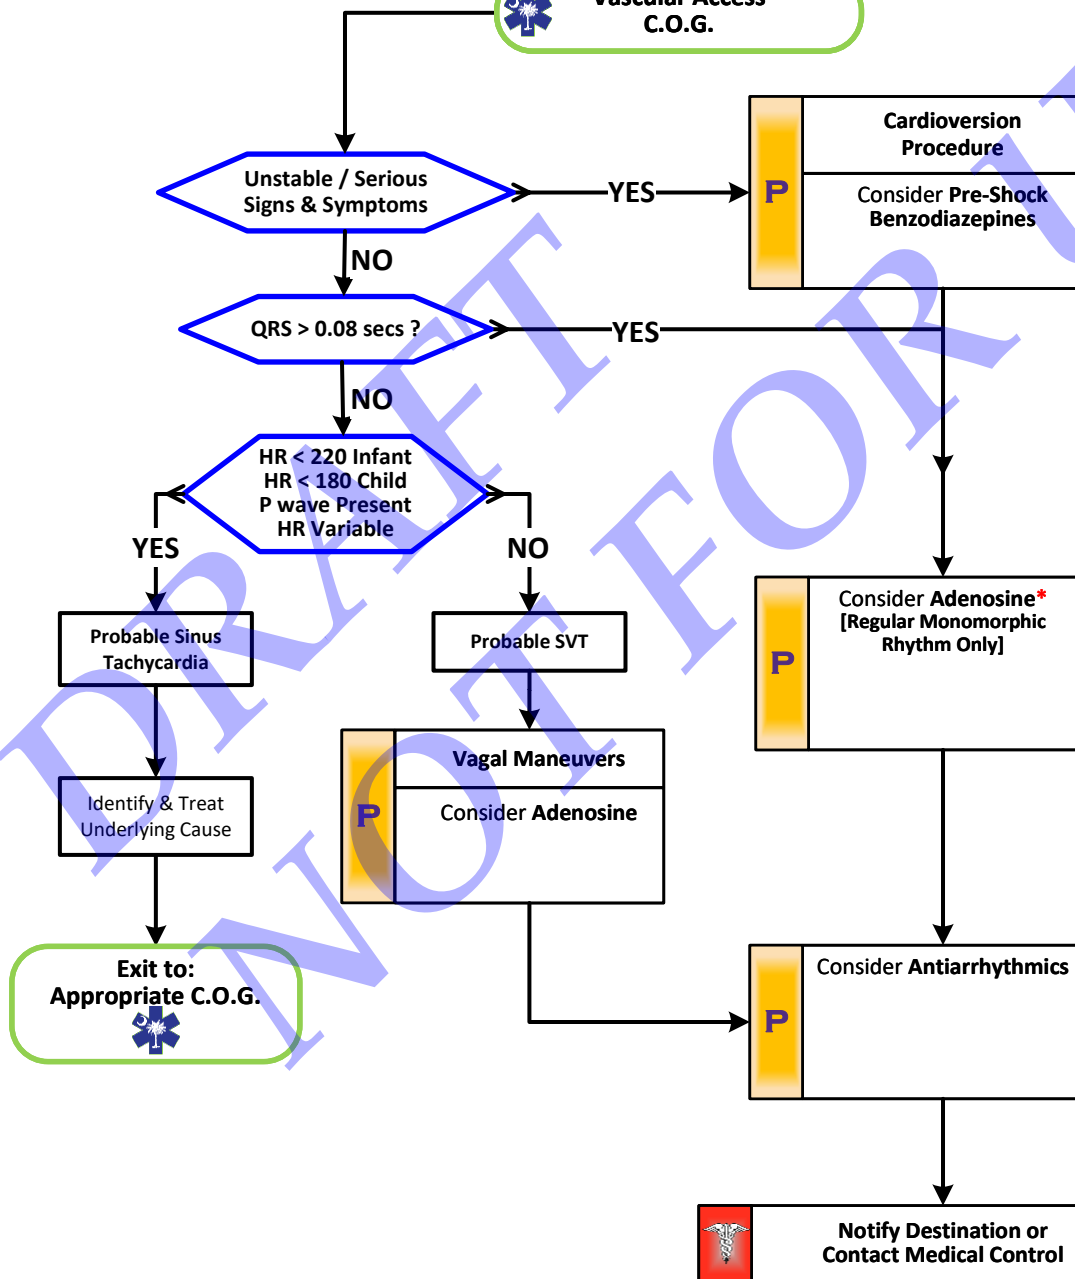 Vascular Access
C.O.G.
Unstable / Serious
Signs & Symptoms
YES
P
Cardioversion
Procedure
Consider Pre-Shock
Benzodiazepines
NO
QRS > 0.08 secs ?
YES
NO
HR < 220 Infant
HR < 180 Child
P wave Present
HR Variable
YES
NO
Probable Sinus
Tachycardia
Probable SVT
P
Consider Adenosine*
[Regular Monomorphic
Rhythm Only]
Identify & Treat
Underlying Cause
P
Vagal Maneuvers
Consider Adenosine
Exit to:
Appropriate C.O.G.
P
Consider Antiarrhythmics
Notify Destination or
Contact Medical Control
DRAFT
NOT FOR U